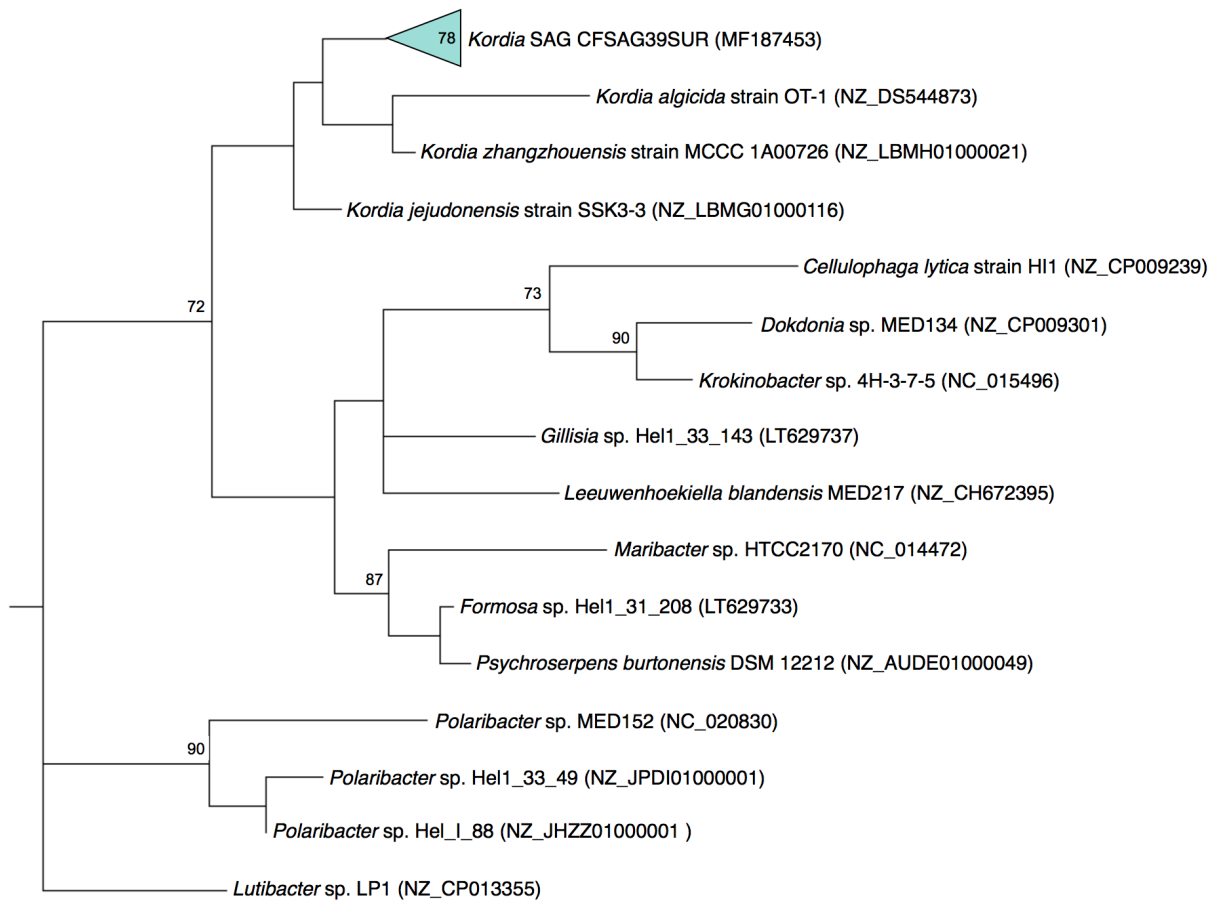 78 Kordia SAG CFSAG39SUR (MF187453)
Kordia algicida strain OT-1 (NZ_DS544873)
Kordia zhangzhouensis strain MCCC 1A00726 (NZ_LBMH01000021)
Kordia jejudonensis strain SSK3-3 (NZ_LBMG01000116)
Cellulophaga lytica strain HI1 (NZ_CP009239)
73
72
Dokdonia sp. MED134 (NZ_CP009301)
90
Krokinobacter sp. 4H-3-7-5 (NC_015496)
Gillisia sp. Hel1_33_143 (LT629737)
Leeuwenhoekiella blandensis MED217 (NZ_CH672395)
Maribacter sp. HTCC2170 (NC_014472)
87
Formosa sp. Hel1_31_208 (LT629733)
Psychroserpens burtonensis DSM 12212 (NZ_AUDE01000049)
Polaribacter sp. MED152 (NC_020830)
90
Polaribacter sp. Hel1_33_49 (NZ_JPDI01000001)
Polaribacter sp. Hel_I_88 (NZ_JHZZ01000001 )
Lutibacter sp. LP1 (NZ_CP013355)